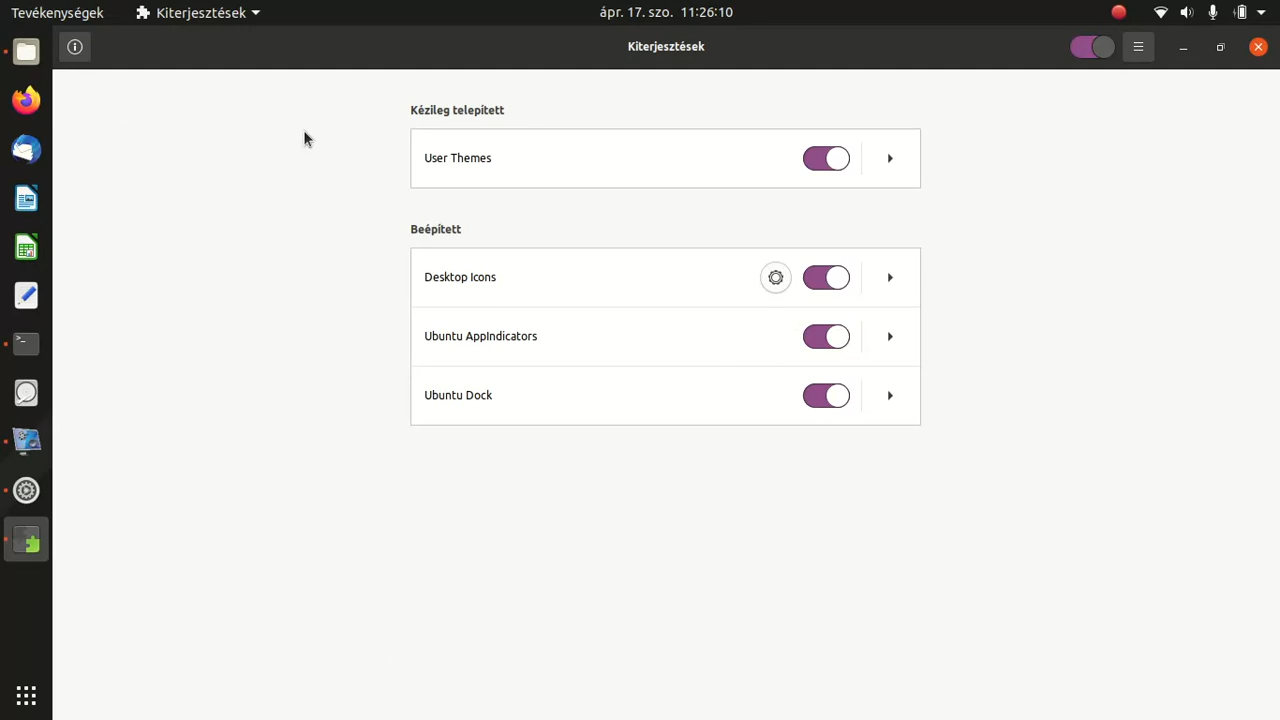 Tevékenységek
Kiterjesztések
ápr. 17. szo. 11:26:10
Kiterjesztések
Kézileg telepített
User Themes
Beépített
Desktop Icons
Ubuntu AppIndicators
Ubuntu Dock